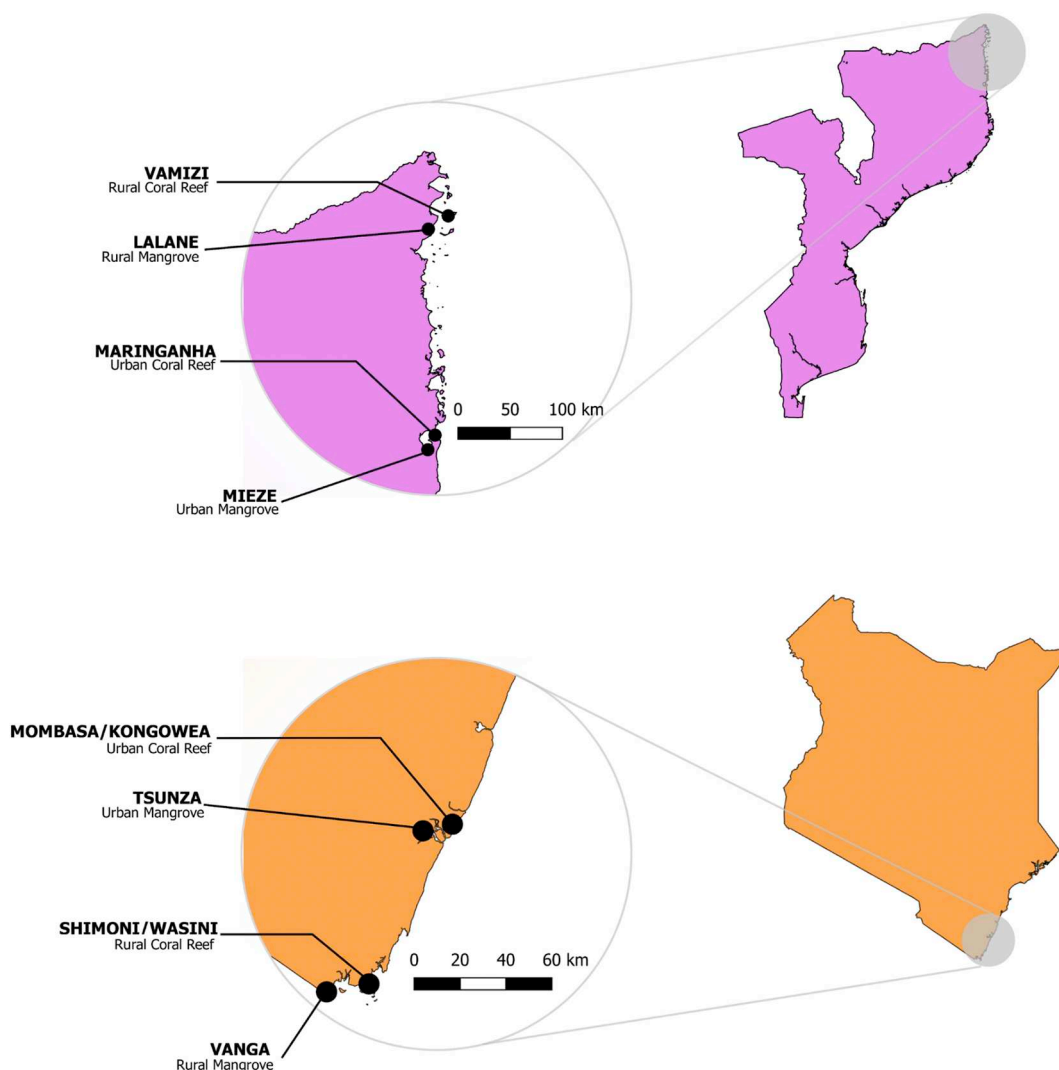 VAMIZI
Rural Coral Reef
LALANE
Rural Mangrove
MARINGANHA
Urban Coral Reef
0 50 100 km
MIEZE
Urban Mangrove
MOMBASA/KONGOWEA
Urban Coral Reef
TSUNZA
Urban Mangrove
SHIMONI/WASINI
Rural Coral Reef
0 20 40 60 km
VANGA
Rural Mangrove